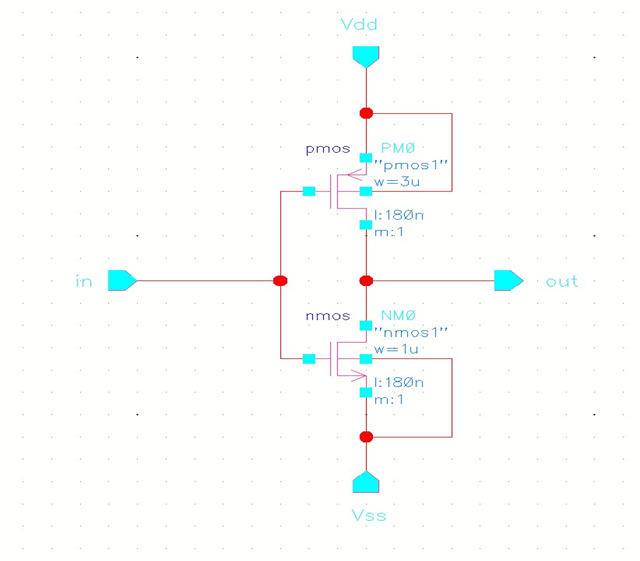 Vdd
pmos PM0
"pmos1"
w=3u
l:180n
m:1
in
out
nmos NM0
"nmos1"
w=1u
l:180n
m:1
Vss